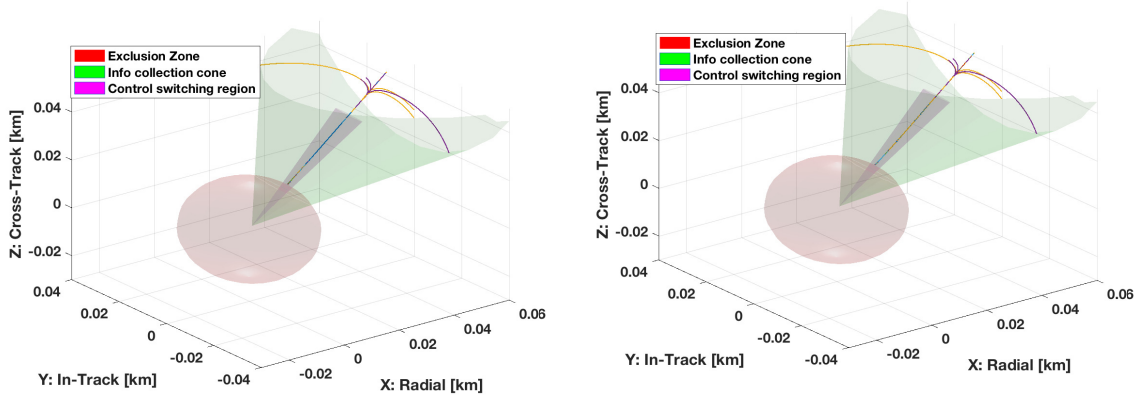 Exclusion Zone
Info collection cone
Control switching region
Z: Cross-Track [km]
0.04
0.02
0
-0.02
0.04
0.02
0
-0.02
-0.04
Y: In-Track [km]
-0.02
0
0.02
0.04
0.06
X: Radial [km]
Exclusion Zone
Info collection cone
Control switching region
Z: Cross-Track [km]
0.04
0.02
0
-0.02
0.04
0.02
0
-0.02
-0.04
Y: In-Track [km]
-0.02
0
0.02
0.04
0.06
X: Radial [km]